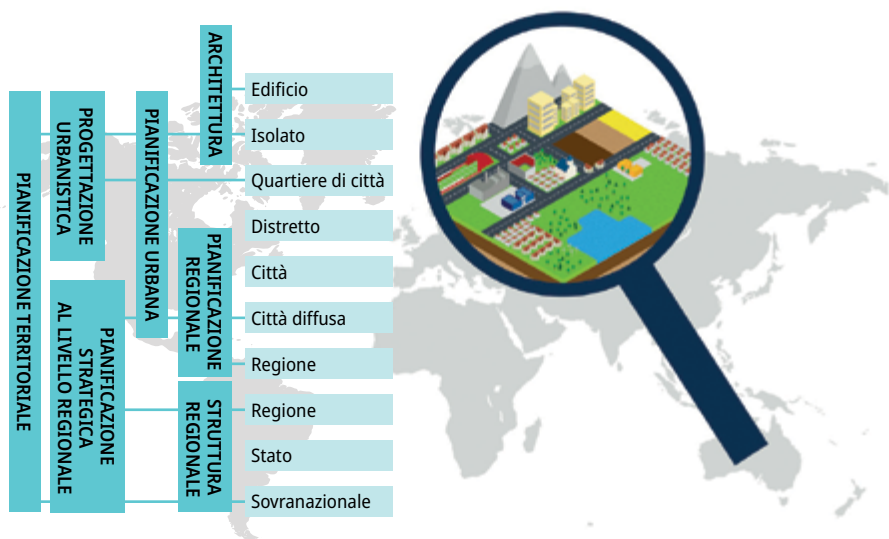 PIANIFICAZIONE TERRITORIALE
PROGETTAZIONE
URBANISTICA
PIANIFICAZIONE
STRATEGICA
AL LIVELLO REGIONALE
PIANIFICAZIONE URBANA
ARCHITETTURA
PIANIFICAZIONE
REGIONALE
STRUTTURA
REGIONALE
Edificio
Isolato
Quartiere di città
Distretto
Città
Città diffusa
Regione
Regione
Stato
Sovranazionale